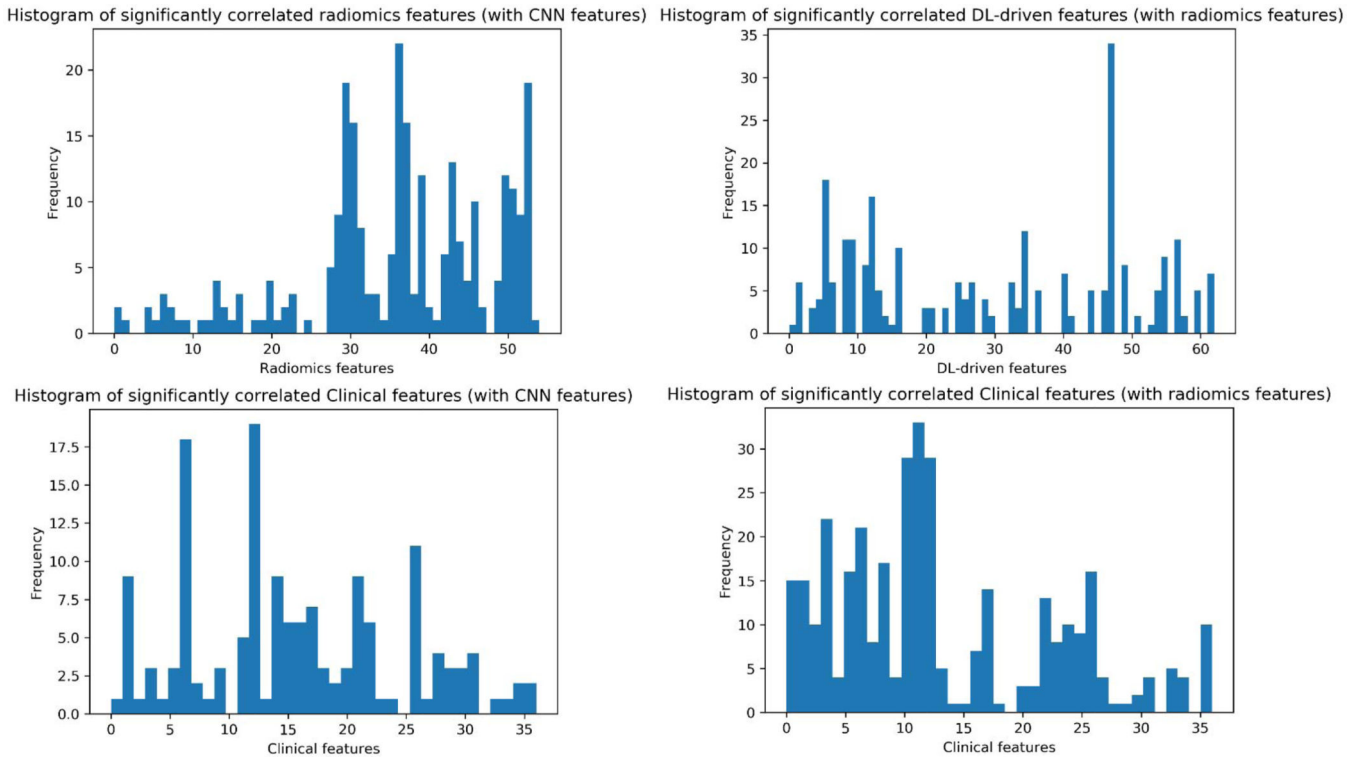 Histogram of significantly correlated radiomics features (with CNN features)
Frequency
20
15
10
5
0
0 10 20 30 40 50
Radiomics features
Histogram of significantly correlated DL-driven features (with radiomics features)
Frequency
35
30
25
20
15
10
5
0
0 10 20 30 40 50 60
DL-driven features
Histogram of significantly correlated Clinical features (with CNN features)
Frequency
17.5
15.0
12.5
10.0
7.5
5.0
2.5
0.0
0 5 10 15 20 25 30 35
Clinical features
Histogram of significantly correlated Clinical features (with radiomics features)
Frequency
30
25
20
15
10
5
0
0 5 10 15 20 25 30 35
Clinical features